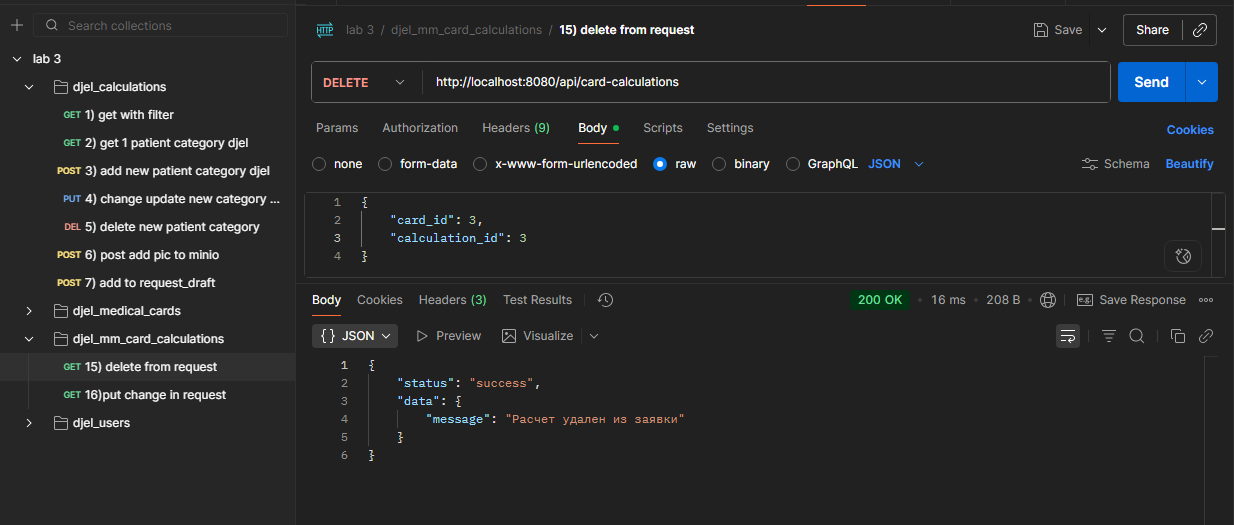 Search collections
lab 3
djel_calculations
GET 1) get with filter
GET 2) get 1 patient category djel
POST 3) add new patient category djel
PUT 4) change update new category ...
DEL 5) delete new patient category
POST 6) post add pic to minio
POST 7) add to request_draft
djel_medical_cards
djel_mm_card_calculations
GET 15) delete from request
GET 16)put change in request
djel_users
HTTP lab 3 / djel_mm_card_calculations / 15) delete from request
Save
Share
DELETE http://localhost:8080/api/card-calculations
Send
Params Authorization Headers (9) Body Scripts Settings
Cookies
none form-data x-www-form-urlencoded raw binary GraphQL JSON
Schema Beautify
1 {
2 "card_id": 3,
3 "calculation_id": 3
4 }
Body Cookies Headers (3) Test Results
200 OK • 16 ms • 208 B
e.g. Save Response
{} JSON Preview Visualize
1 {
2 "status": "success",
3 "data": {
4 "message": "Расчет удален из заявки"
5 }
6 }